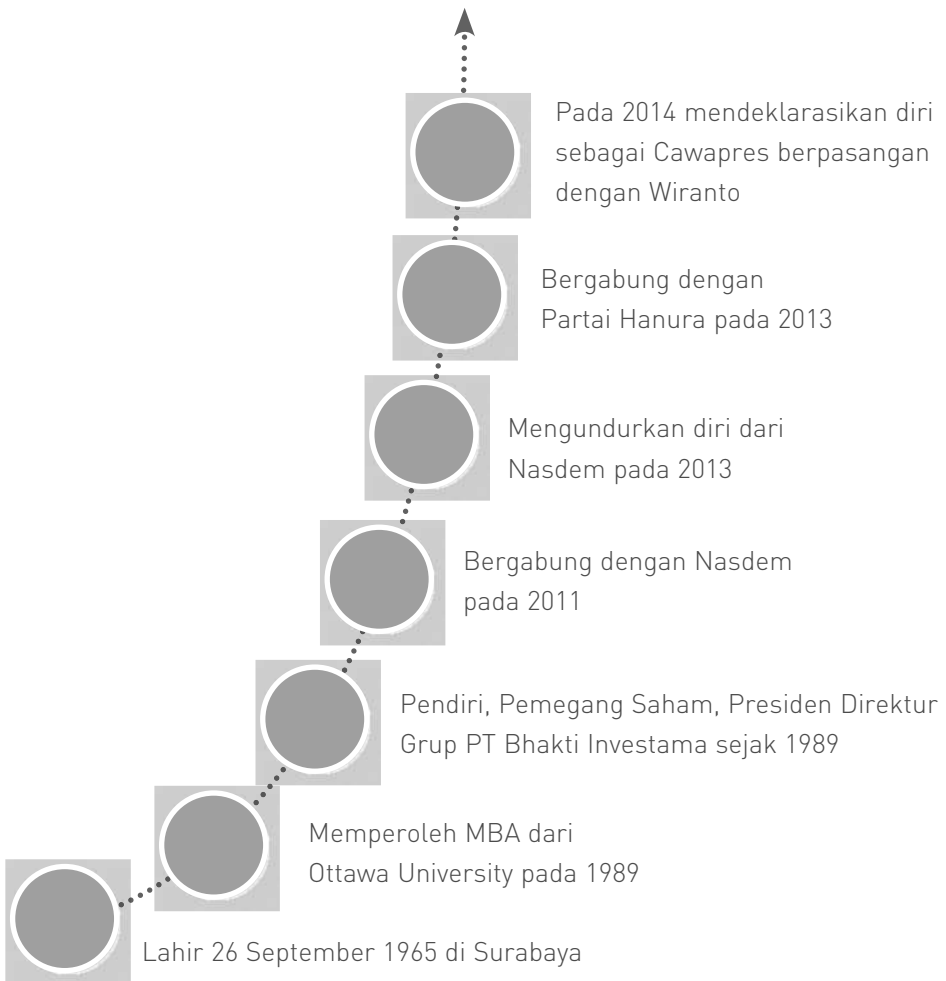 Pada 2014 mendeklarasikan diri
sebagai Cawapres berpasangan
dengan Wiranto
Bergabung dengan
Partai Hanura pada 2013
Mengundurkan diri dari
Nasdem pada 2013
Bergabung dengan Nasdem
pada 2011
Pendiri, Pemegang Saham, Presiden Direktur
Grup PT Bhakti Investama sejak 1989
Memperoleh MBA dari
Ottawa University pada 1989
Lahir 26 September 1965 di Surabaya